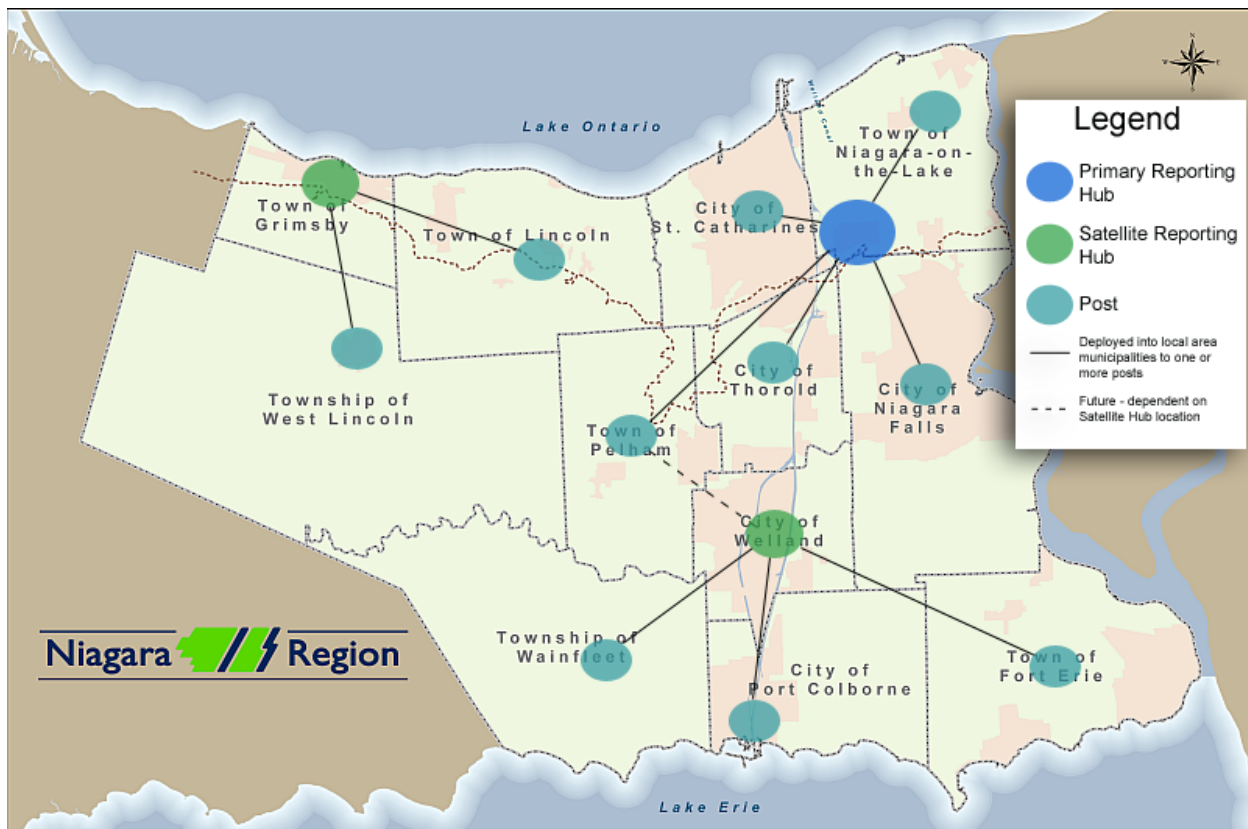 N
W
E
S
Lake Ontario
Welland Canal
Town of
Niagara-on-
the-Lake
Legend
Primary Reporting
Hub
Satellite Reporting
Hub
Post
Deployed into local area
municipalities to one or
more posts
Future - dependent on
Satellite Hub location
Town of
Grimsby
Town of Lincoln
City of
St. Catharines
Township of
West Lincoln
City of
Thorold
City of
Niagara
Falls
Town of
Pelham
City of
Welland
Township of
Wainfleet
City of
Port Colborne
Town of
Fort Erie
Niagara Region
Lake Erie